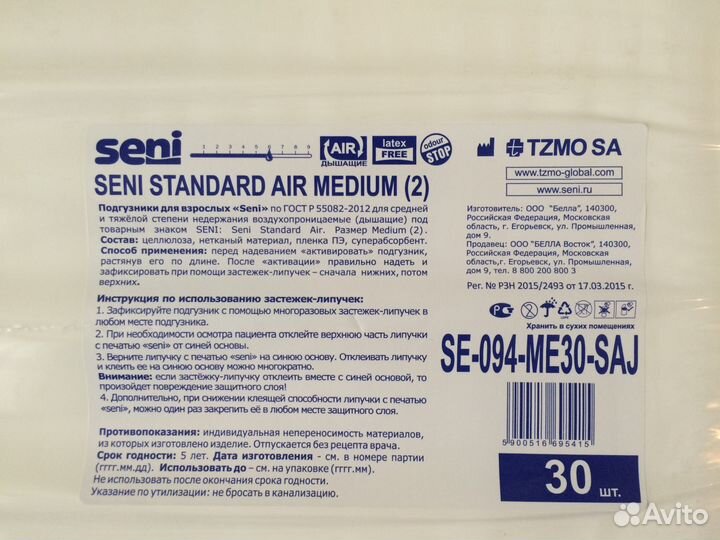 seni
1 2 3 4 5 6 7 8 9
AIR
ДЫШАЩИЕ
latex
FREE
odour
STOP
TZMO SA
SENI STANDARD AIR MEDIUM (2)
www.tzmo-global.com
www.seni.ru
Подгузники для взрослых «Seni» по ГОСТ Р 55082-2012 для средней
и тяжёлой степени недержания воздухопроницаемые (дышащие) под
товарным знаком SENI: Seni Standard Air. Размер Medium (2).
Состав: целлюлоза, нетканый материал, пленка ПЭ, суперабсорбент.
Способ применения: перед надеванием «активировать» подгузник,
растянув его по длине. После «активации» правильно надеть и
зафиксировать при помощи застежек-липучек – сначала нижних, потом
верхних.
Изготовитель: ООО "Белла", 140300,
Российская Федерация, Московская
область, г. Егорьевск, ул. Промышленная,
дом 9.
Продавец: ООО "БЕЛЛА Восток", 140300,
Российская Федерация, Московская
область, г. Егорьевск, ул. Промышленная,
дом 9, тел. 8 800 200 800 3
Рег. № РЗН 2015/2493 от 17.03.2015 г.
Инструкция по использованию застежек-липучек:
1. Зафиксируйте подгузник с помощью многоразовых застежек-липучек в
любом месте подгузника.
2. При необходимости осмотра пациента отклейте верхнюю часть липучки
с печатью «seni» от синей основы.
3. Верните липучку с печатью «seni» на синюю основу. Отклеивать липучку
и клеить ее на синюю основу можно многократно.
Внимание: если застёжку-липучку отклеить вместе с синей основой, то
произойдет повреждение защитного слоя!
4. Дополнительно, при снижении клеящей способности липучки с печатью
«seni», можно один раз закрепить её в любом месте защитного слоя.
Хранить в сухих помещениях
SE-094-ME30-SAJ
5 900516 695415
30 шт.
Противопоказания: индивидуальная непереносимость материалов,
из которых изготовлено изделие. Отпускается без рецепта врача.
Срок годности: 5 лет. Дата изготовления - см. в номере партии
(гггг.мм.дд). Использовать до – см. на упаковке (гггг.мм).
Не использовать после окончания срока годности.
Указание по утилизации: не бросать в канализацию.
Avito